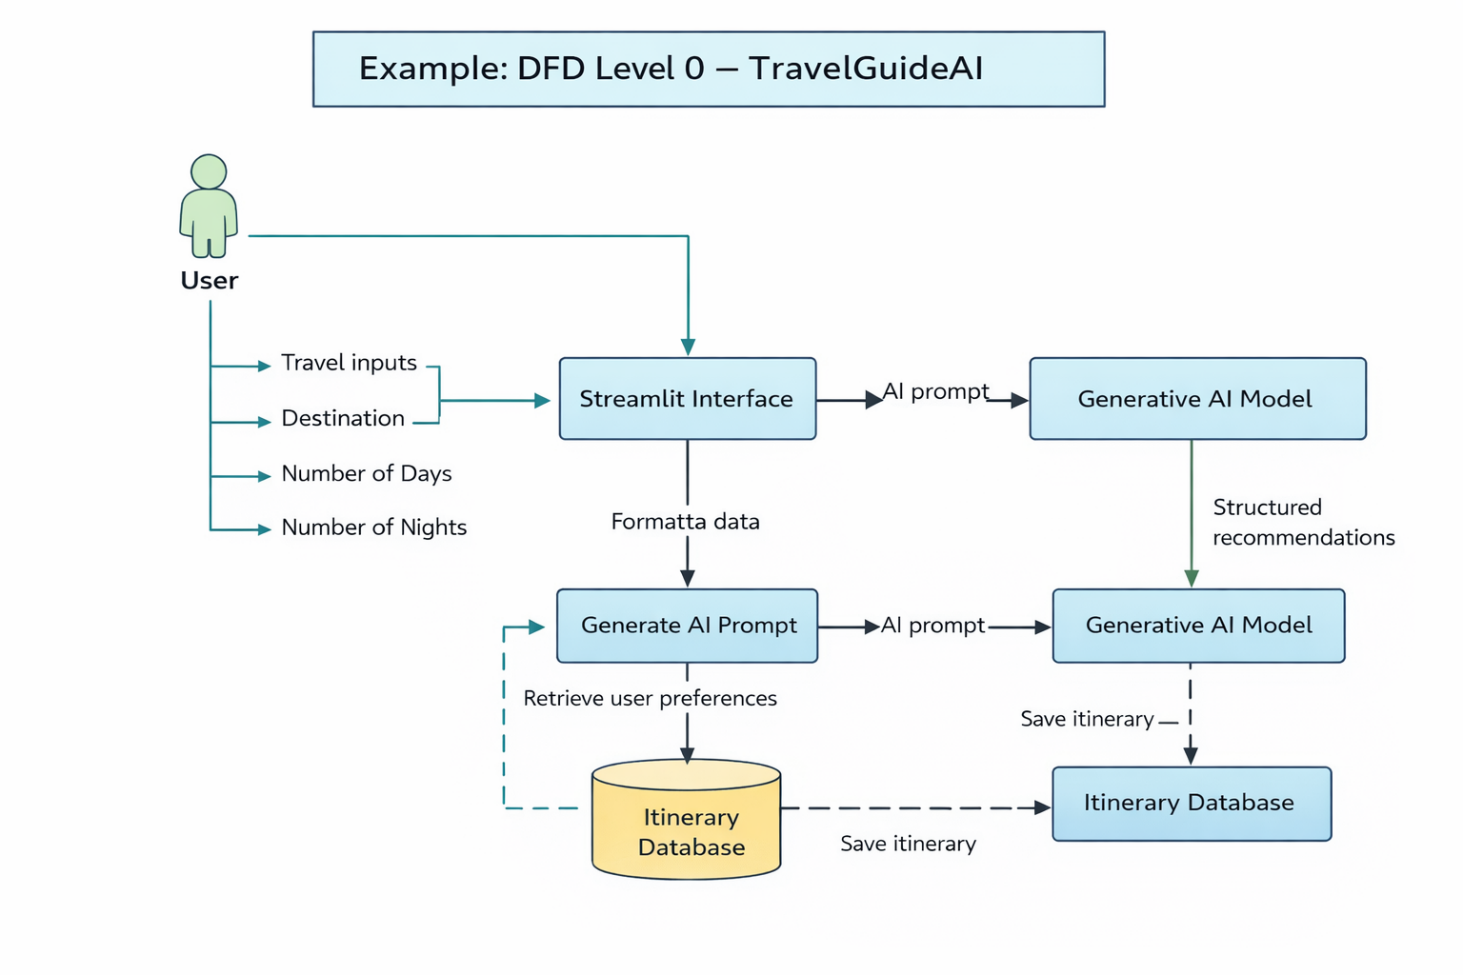 Example: DFD Level 0 – TravelGuideAI
User
Travel inputs
Destination
Number of Days
Number of Nights
Streamlit Interface
AI prompt
Generative AI Model
Formatta data
Structured
recommendations
Generate AI Prompt
AI prompt
Generative AI Model
Retrieve user preferences
Save itinerary
Itinerary
Database
Save itinerary
Itinerary Database